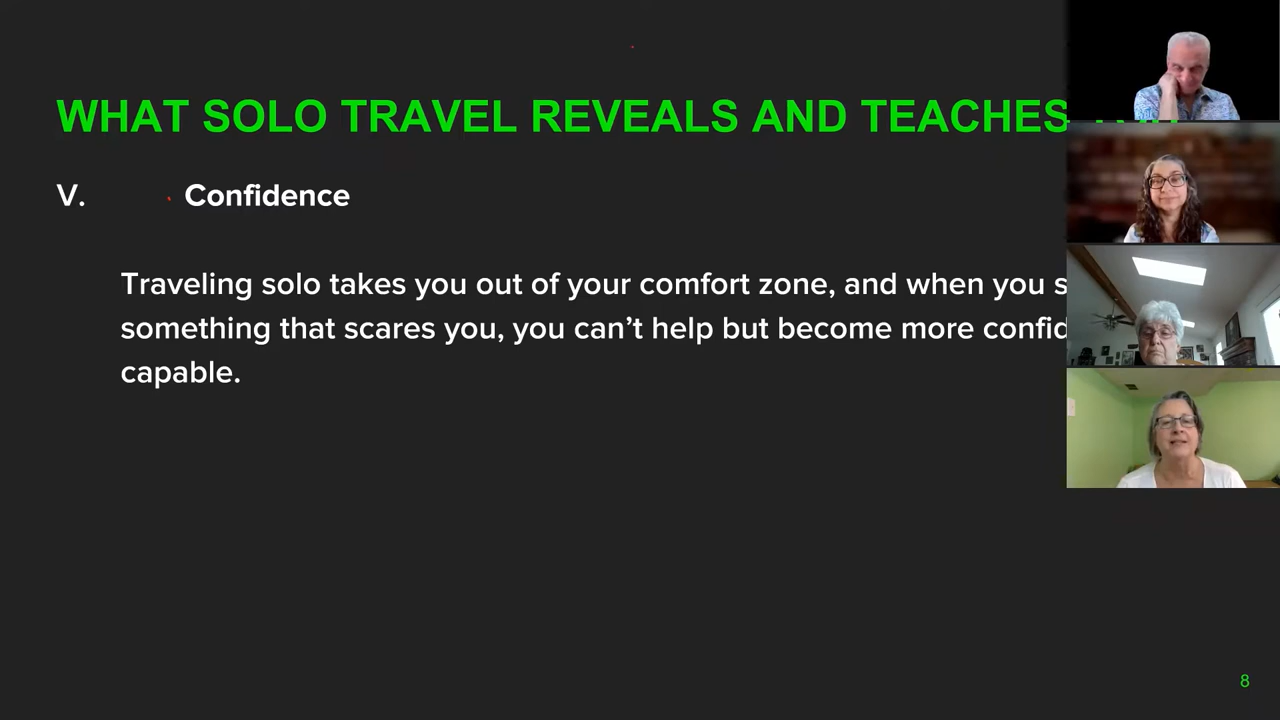 WHAT SOLO TRAVEL REVEALS AND TEACHES
V. Confidence
Traveling solo takes you out of your comfort zone, and when you
something that scares you, you can’t help but become more
capable.
8